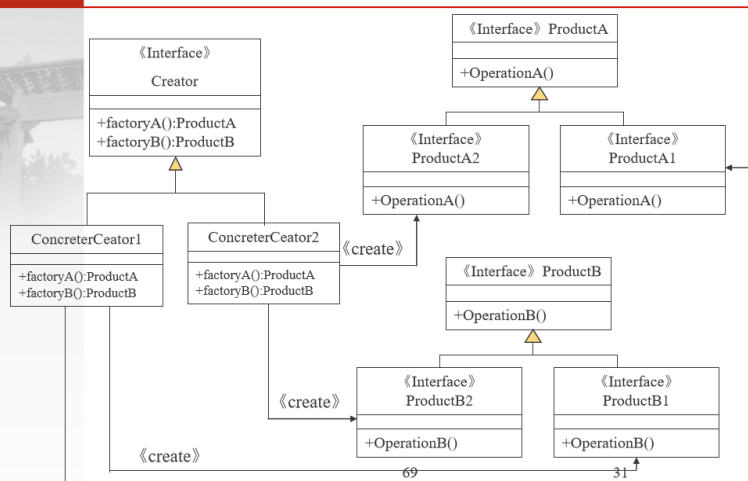 《Interface》 ProductA
+OperationA()
《Interface》
Creator
+factoryA():ProductA
+factoryB():ProductB
《Interface》
ProductA2
+OperationA()
《Interface》
ProductA1
+OperationA()
ConcreterCeator1
+factoryA():ProductA
+factoryB():ProductB
ConcreterCeator2
+factoryA():ProductA
+factoryB():ProductB
《create》
《Interface》 ProductB
+OperationB()
《Interface》
ProductB2
+OperationB()
《Interface》
ProductB1
+OperationB()
《create》
《create》
69
31